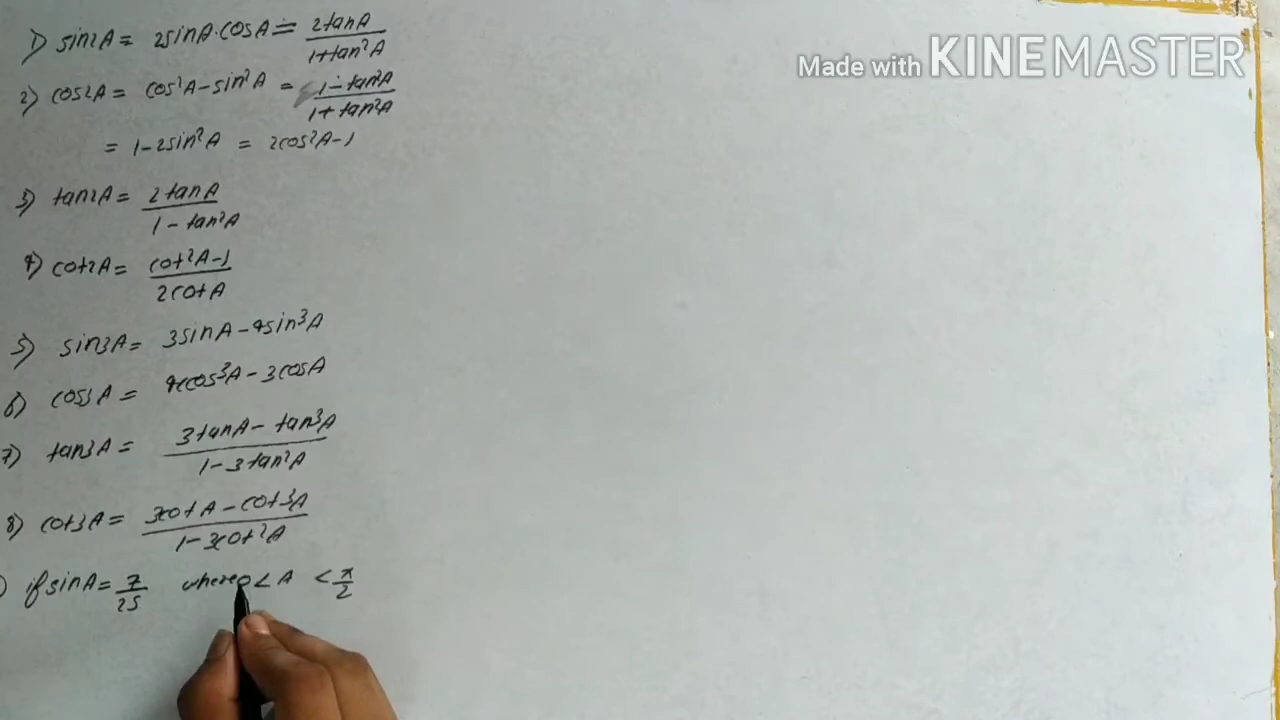 Made with KINEMASTER
1) sin2A = 2sinA·cosA = 2tanA / 1+tan²A
2) cos2A = cos²A-sin²A = 1-tan²A / 1+tan²A
= 1-2sin²A = 2cos²A-1
3) tan2A = 2tanA / 1-tan²A
4) cot2A = cot²A-1 / 2cotA
5) sin3A = 3sinA-4sin³A
6) cos3A = 4cos³A-3cosA
7) tan3A = 3tanA-tan³A / 1-3tan²A
8) cot3A = 3cotA-cot³A / 1-3cot²A
) if sinA = 7/25 where 0<A <π/2